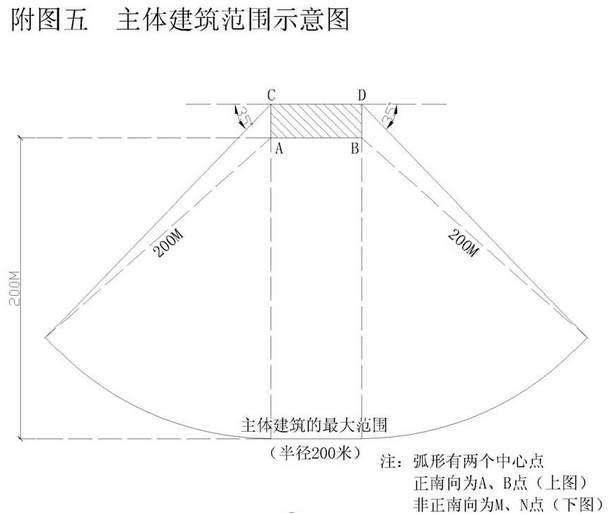 附图五 主体建筑范围示意图
C D
35 35
A B
200M 200M
200M
主体建筑的最大范围
（半径200米）
注：弧形有两个中心点
正南向为A、B点（上图）
非正南向为M、N点（下图）